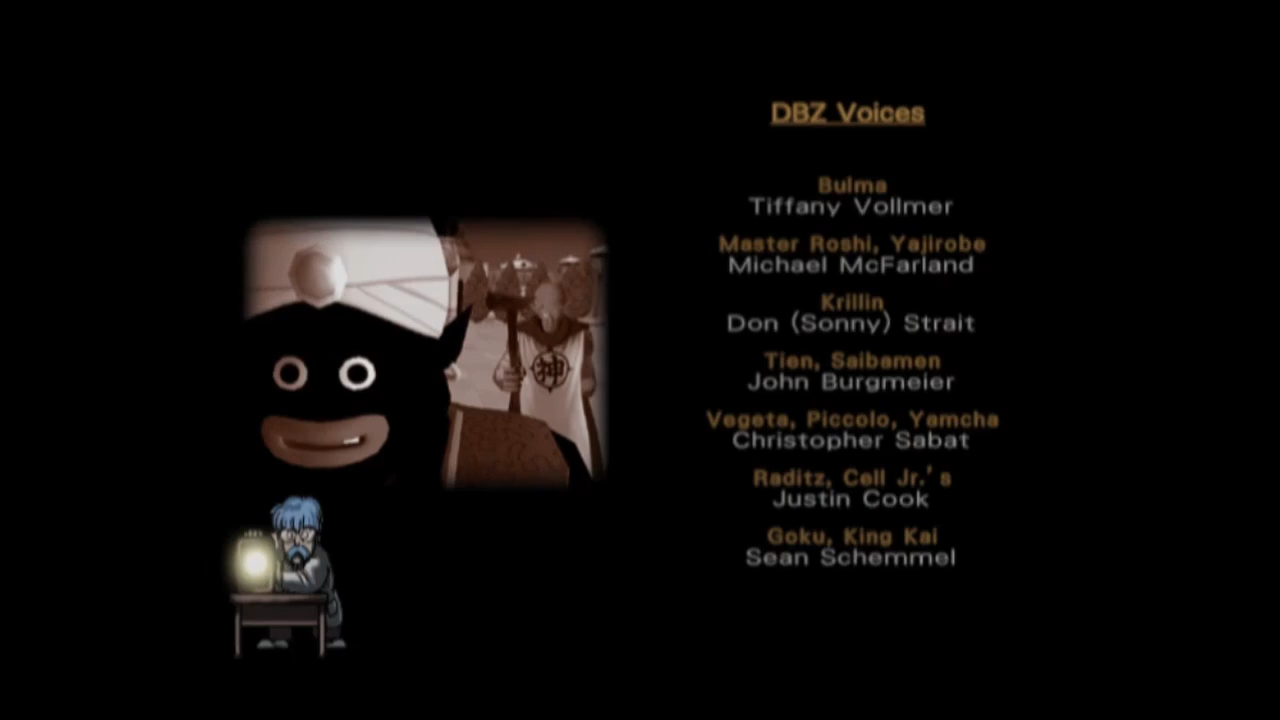 DBZ Voices
Bulma
Tiffany Vollmer
Master Roshi, Yajirobe
Michael McFarland
Krillin
Don (Sonny) Strait
Tien, Saibamen
John Burgmeier
Vegeta, Piccolo, Yamcha
Christopher Sabat
Raditz, Cell Jr.'s
Justin Cook
Goku, King Kai
Sean Schemmel
神